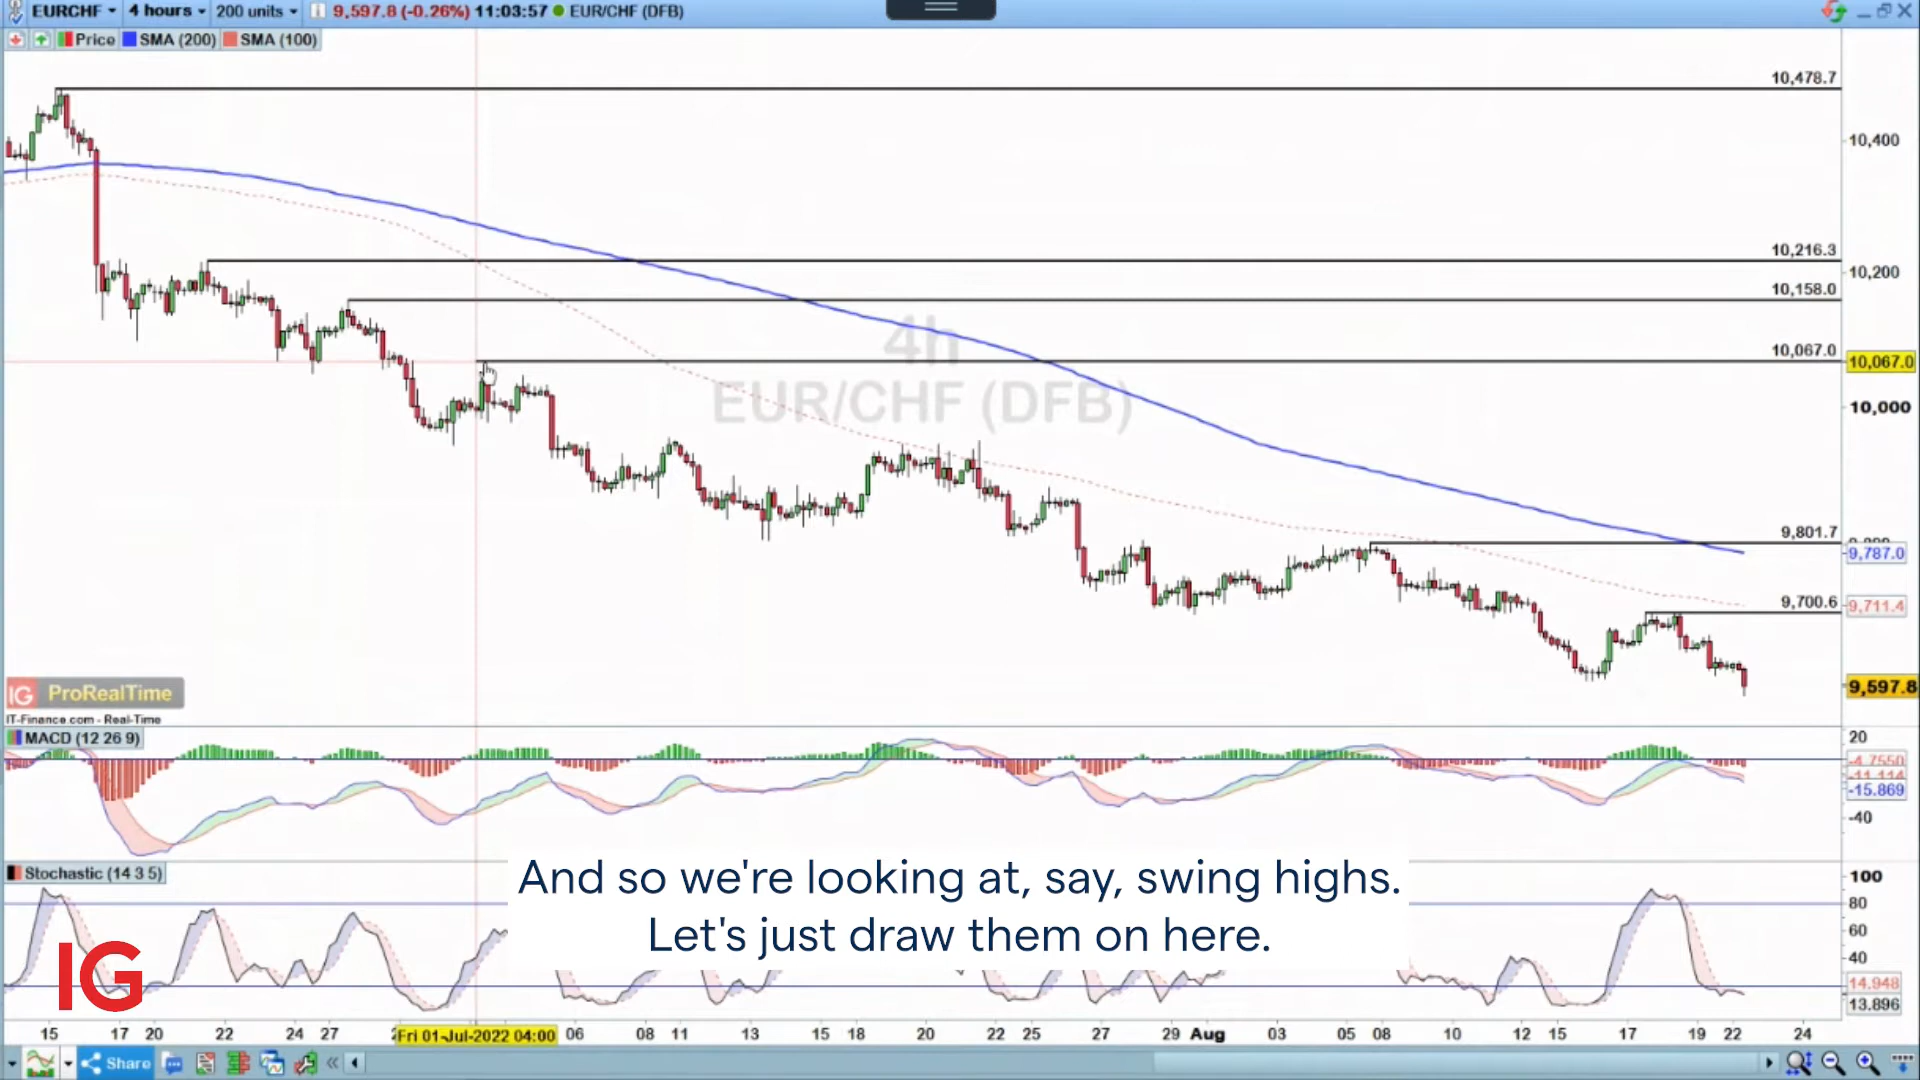 EURCHF 4 hours 200 units 9,597.8 (-0.26%) 11:03:57 EUR/CHF (DFB)
Price SMA (200) SMA (100)
10,478.7
10,400
10,216.3
10,200
10,158.0
10,067.0 10,067.0
4h
EUR/CHF (DFB)
10,000
9,801.7
9,787.0
9,700.6
9,711.4
9,597.8
IG ProRealTime
IT-Finance.com - Real-Time
MACD (12 26 9)
20
-4.7550
-11.114
-15.869
-40
Stochastic (14 3 5)
100
80
60
40
14.948
13.896
And so we're looking at, say, swing highs.
Let's just draw them on here.
IG
15 17 20 22 24 27 Fri 01-Jul-2022 04:00 06 08 11 13 15 18 20 22 25 27 29 Aug 03 05 08 10 12 15 17 19 22 24
Share